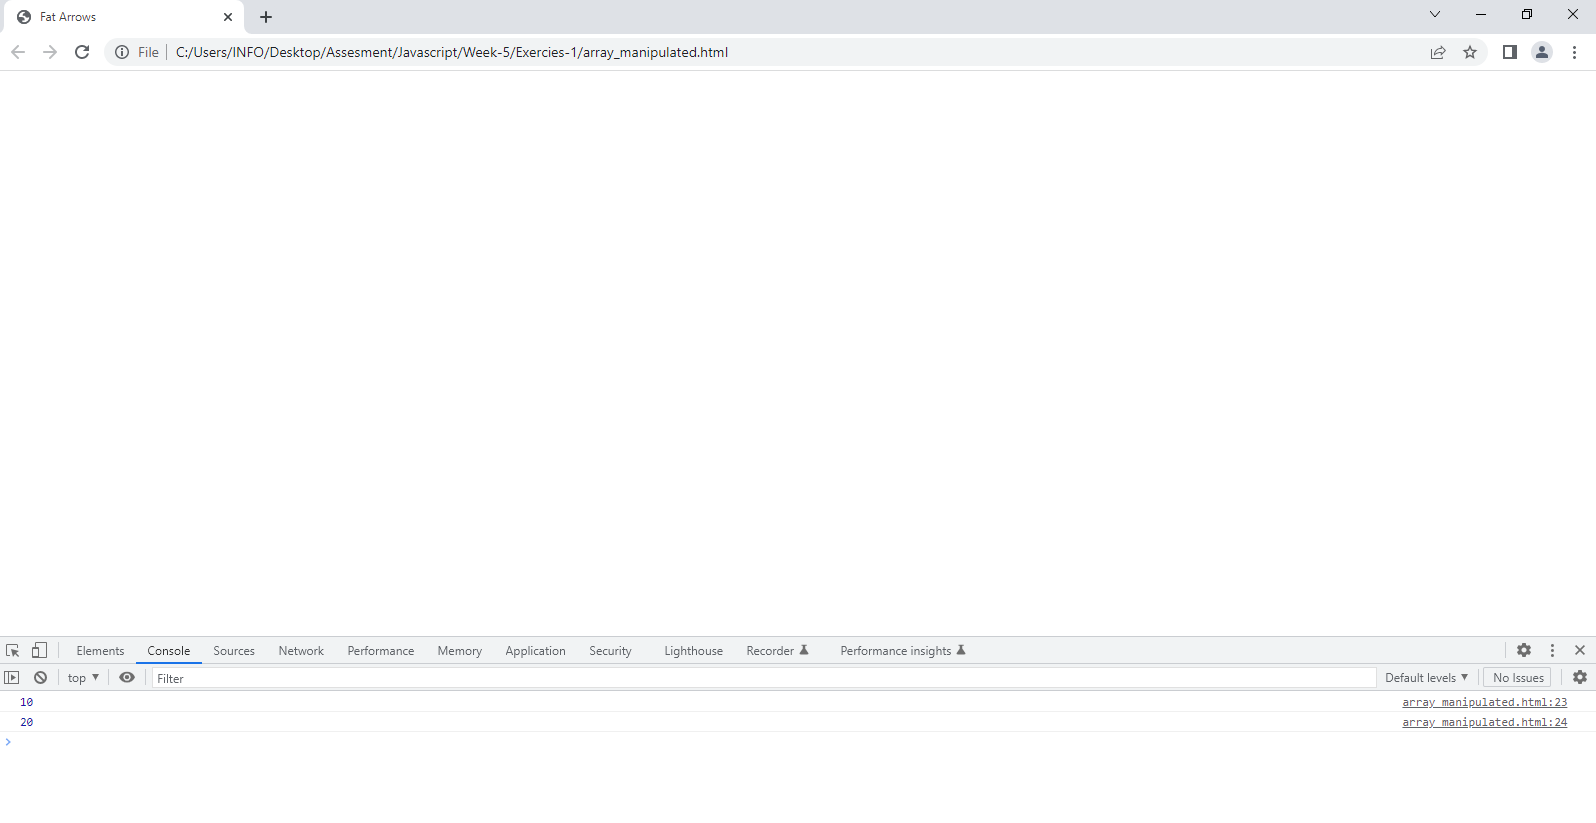 Fat Arrows
File C:/Users/INFO/Desktop/Assesment/Javascript/Week-5/Exercies-1/array_manipulated.html
Elements Console Sources Network Performance Memory Application Security Lighthouse Recorder Performance insights
top Filter Default levels No Issues
10 array_manipulated.html:23
20 array_manipulated.html:24